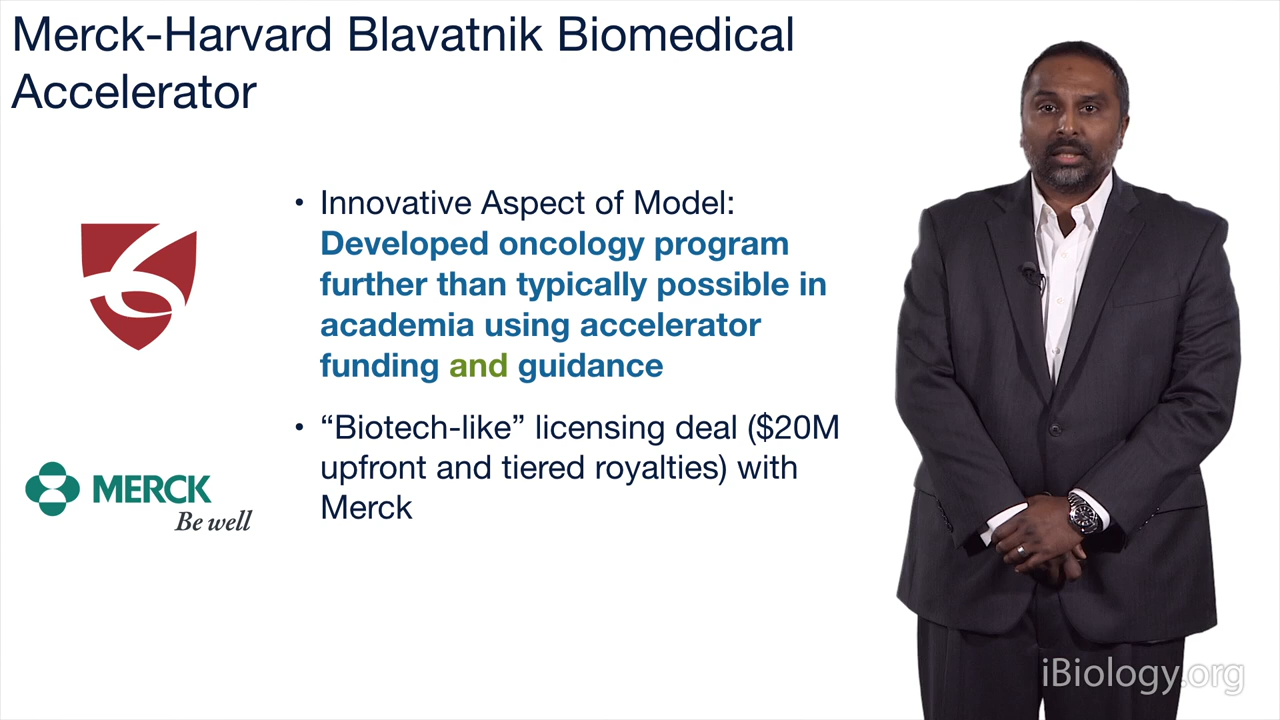 Merck-Harvard Blavatnik Biomedical
Accelerator
• Innovative Aspect of Model:
Developed oncology program
further than typically possible in
academia using accelerator
funding and guidance
• “Biotech-like” licensing deal ($20M
upfront and tiered royalties) with
Merck
MERCK
Be well
iBiology.org